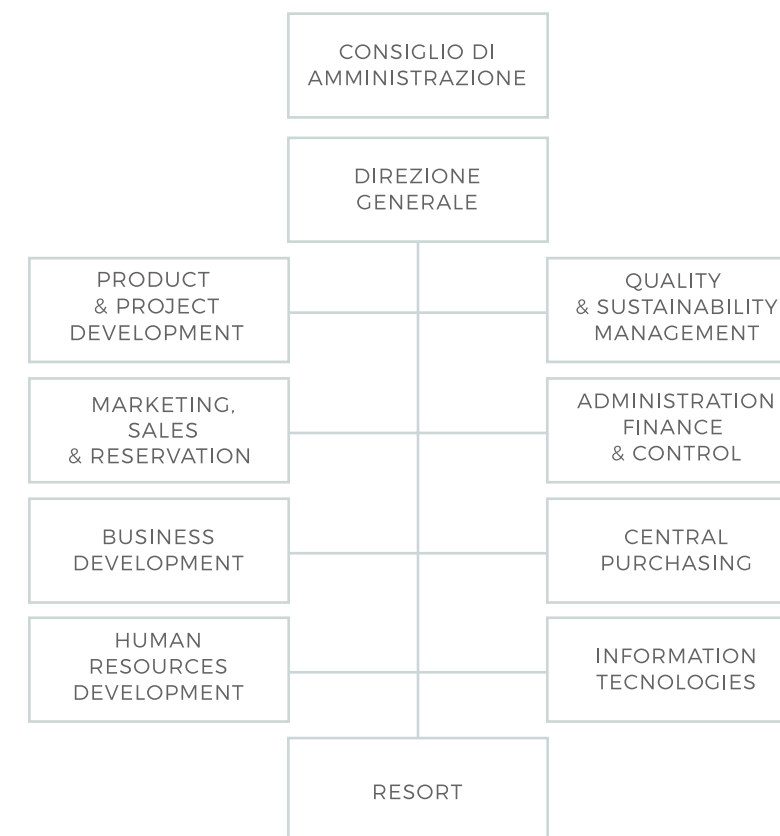 CONSIGLIO DI
AMMINISTRAZIONE
DIREZIONE
GENERALE
PRODUCT
& PROJECT
DEVELOPMENT
QUALITY
& SUSTAINABILITY
MANAGEMENT
MARKETING,
SALES
& RESERVATION
ADMINISTRATION
FINANCE
& CONTROL
BUSINESS
DEVELOPMENT
CENTRAL
PURCHASING
HUMAN
RESOURCES
DEVELOPMENT
INFORMATION
TECNOLOGIES
RESORT